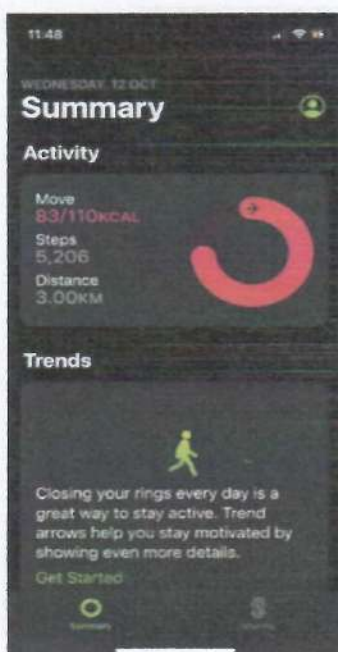 11:48
WEDNESDAY, 12 OCT
Summary
Activity
Move
83/110KCAL
Steps
5,206
Distance
3.00KM
Trends
Closing your rings every day is a
great way to stay active. Trend
arrows help you stay motivated by
showing even more details.
Get Started
Summary